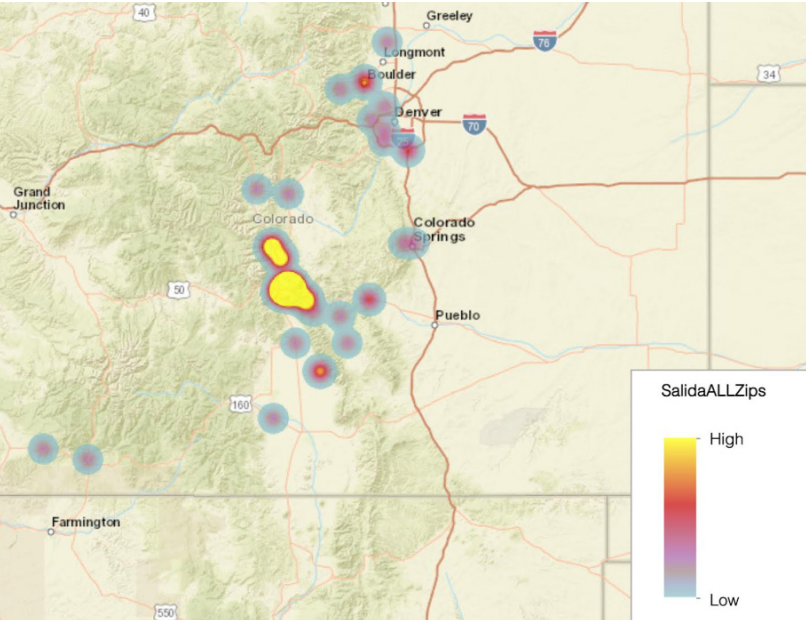 40
Greeley
76
Longmont
34
Boulder
Denver
70
25
Grand
Junction
Colorado
Colorado
Springs
50
Pueblo
SalidaALLZips
160
High
Farmington
Low
550